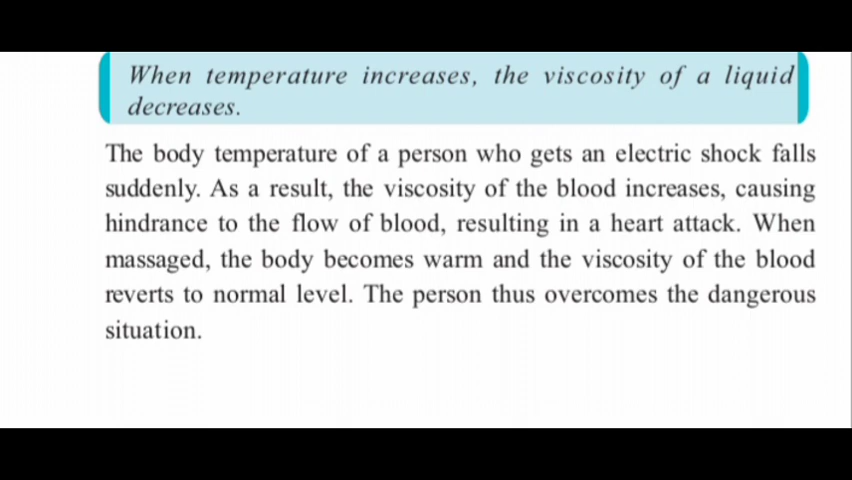 When temperature increases, the viscosity of a liquid
decreases.
The body temperature of a person who gets an electric shock falls
suddenly. As a result, the viscosity of the blood increases, causing
hindrance to the flow of blood, resulting in a heart attack. When
massaged, the body becomes warm and the viscosity of the blood
reverts to normal level. The person thus overcomes the dangerous
situation.